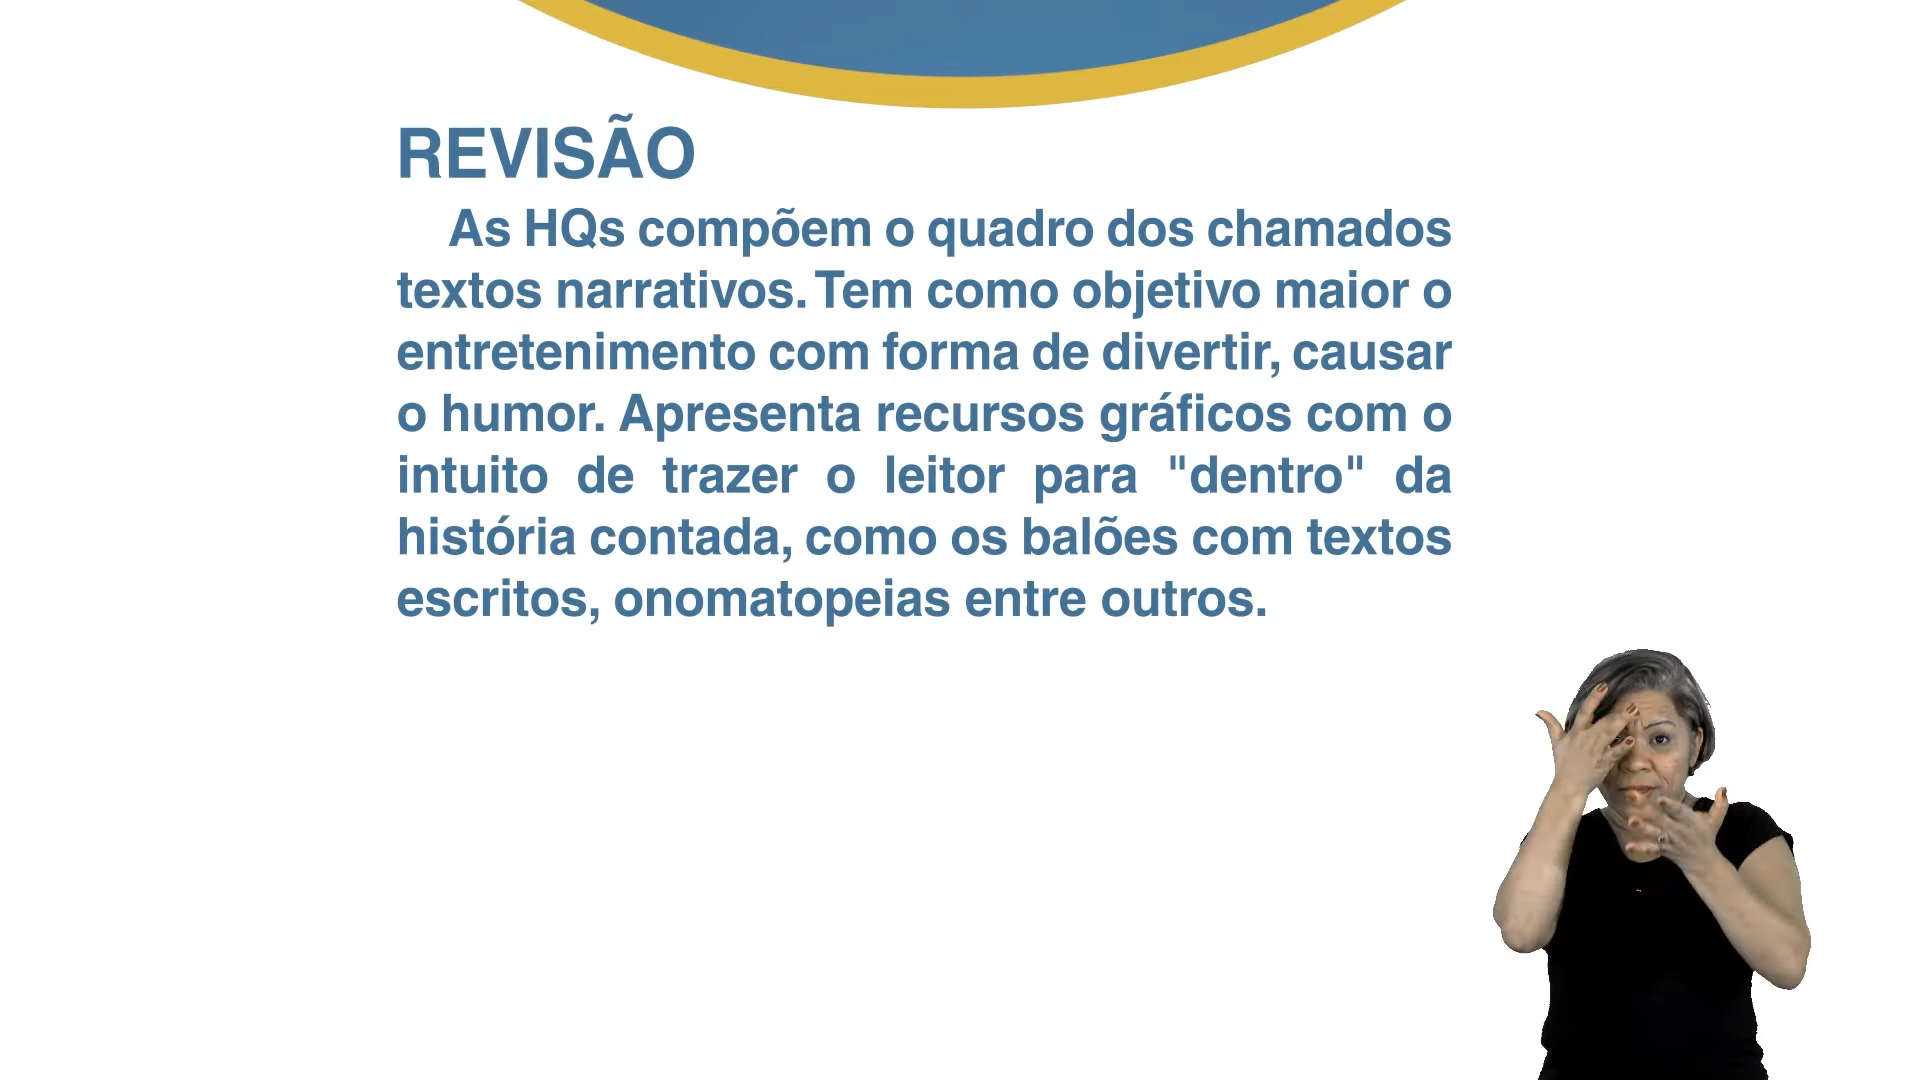 REVISÃO
As HQs compõem o quadro dos chamados
textos narrativos. Tem como objetivo maior o
entretenimento com forma de divertir, causar
o humor. Apresenta recursos gráficos com o
intuito de trazer o leitor para "dentro" da
história contada, como os balões com textos
escritos, onomatopeias entre outros.